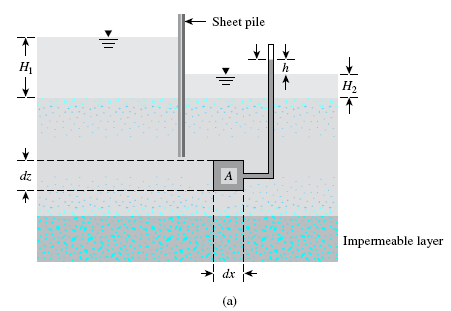 Sheet pile
H₁
h
H₂
dz
A
Impermeable layer
dx
(a)